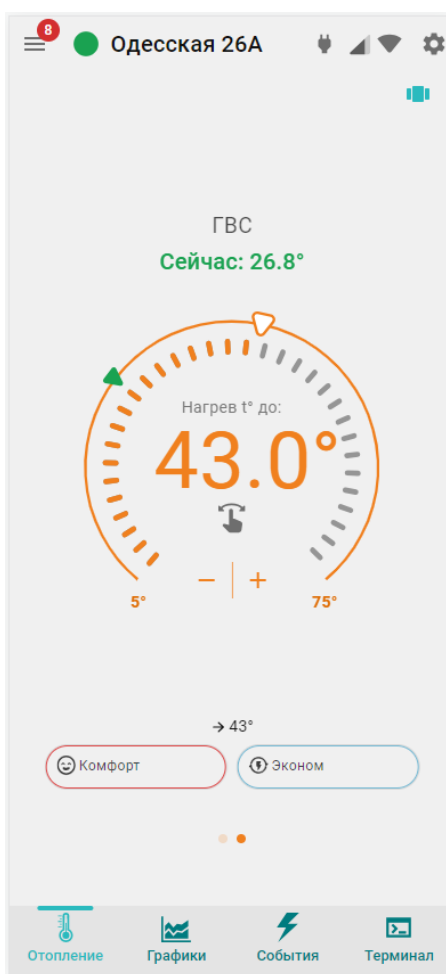 8
Одесская 26А
ГВС
Сейчас: 26.8°
Нагрев t° до:
43.0°
− | +
5°
75°
→ 43°
Комфорт
Эконом
Отопление
Графики
События
Терминал